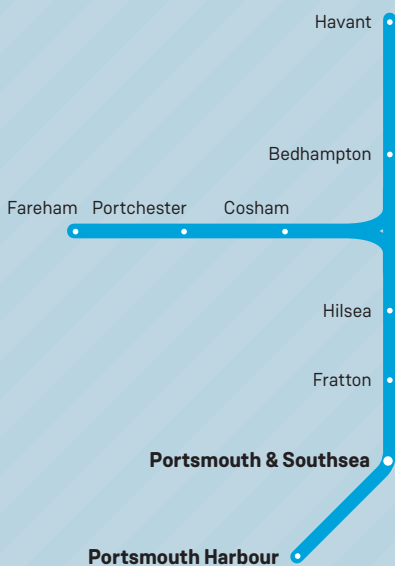 Havant
Bedhampton
Fareham Portchester Cosham
Hilsea
Fratton
Portsmouth & Southsea
Portsmouth Harbour